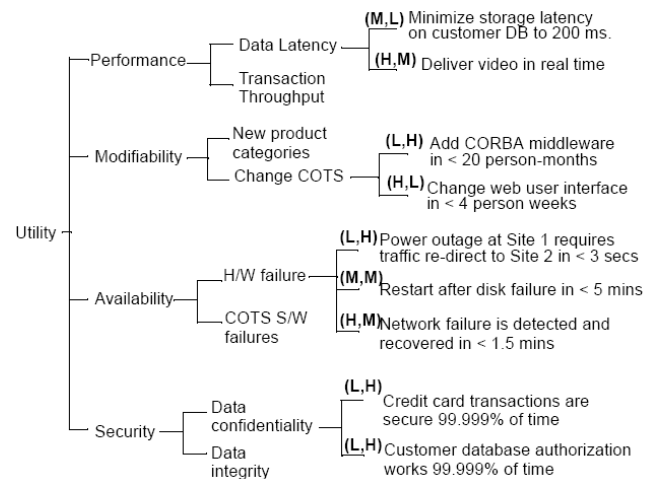 Utility
Performance
Data Latency
(M,L) Minimize storage latency
on customer DB to 200 ms.
(H,M) Deliver video in real time
Transaction
Throughput
Modifiability
New product
categories
Change COTS
(L,H) Add CORBA middleware
in < 20 person-months
(H,L) Change web user interface
in < 4 person weeks
Availability
H/W failure
(L,H) Power outage at Site 1 requires
traffic re-direct to Site 2 in < 3 secs
(M,M) Restart after disk failure in < 5 mins
(H,M) Network failure is detected and
recovered in < 1.5 mins
COTS S/W
failures
Security
Data
confidentiality
(L,H) Credit card transactions are
secure 99.999% of time
(L,H) Customer database authorization
works 99.999% of time
Data
integrity